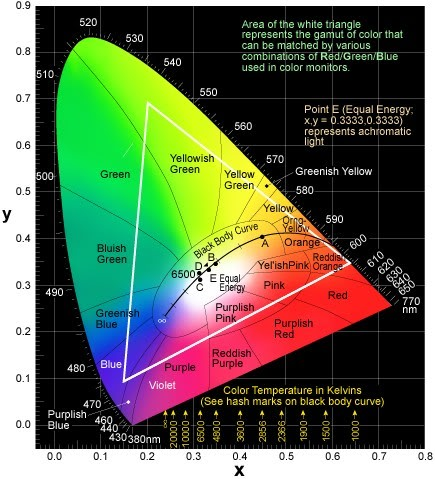 0.9
0.8
0.7
0.6
0.5
0.4
0.3
0.2
0.1
0.0
y
0.0
0.1
0.2
0.3
0.4
0.5
0.6
0.7
0.8
x
Area of the white triangle
represents the gamut of color that
can be matched by various
combinations of Red/Green/Blue
used in color monitors.
Point E (Equal Energy;
x,y = 0.3333,0.3333)
represents achromatic
light
520
530
540
550
560
570
580
590
600
610
620
630
640
650
770
nm
510
500
490
480
470
460
440
430
380nm
Green
Yellowish
Green
Yellow
Green
Greenish Yellow
Yellow
Orng-
Yellow
Orange
Reddish
Orange
Black Body Curve
A
B
D
6500
C
E
Equal
Energy
Yel'ishPink
Pink
Red
Bluish
Green
Greenish
Blue
∞
Purplish
Pink
Purplish
Red
Blue
Purple
Reddish
Purple
Violet
Purplish
Blue
Color Temperature in Kelvins
(See hash marks on black body curve)
∞
20000
10000
6500
4800
3600
2856
2366
1900
1500
1000